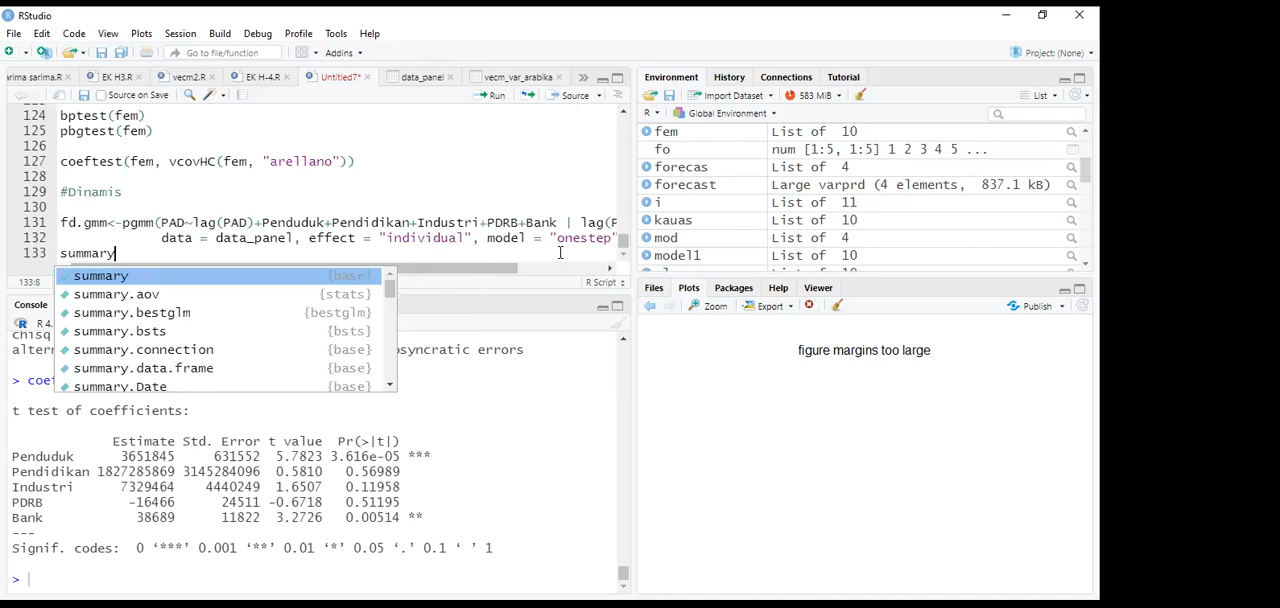 RStudio
File Edit Code View Plots Session Build Debug Profile Tools Help
Go to file/function Addins Project: (None)
arima sarima.R EK H3.R vecm2.R EK H-4.R Untitled7* data_panel vecm_var_arabika
Source on Save Run Source
124 bptest(fem)
125 pbgtest(fem)
126
127 coeftest(fem, vcovHC(fem, "arellano"))
128
129 #Dinamis
130
131 fd.gmm<-pgmm(PAD~lag(PAD)+Penduduk+Pendidikan+Industri+PDRB+Bank | lag(P
132 data = data_panel, effect = "individual", model = "onestep"
133 summary
summary {base}
summary.aov {stats}
summary.bestglm {bestglm}
summary.bsts {bsts}
summary.connection {base}
summary.data.frame {base}
summary.Date {base}
133:8 R Script
Console
R 4.
chisq
alter osyncratic errors
> coe
t test of coefficients:
Estimate Std. Error t value Pr(>|t|)
Penduduk 3651845 631552 5.7823 3.616e-05 ***
Pendidikan 1827285869 3145284096 0.5810 0.56989
Industri 7329464 4440249 1.6507 0.11958
PDRB -16466 24511 -0.6718 0.51195
Bank 38689 11822 3.2726 0.00514 **
---
Signif. codes: 0 ‘***’ 0.001 ‘**’ 0.01 ‘*’ 0.05 ‘.’ 0.1 ‘ ’ 1
>
Environment History Connections Tutorial
Import Dataset 583 MiB List
R Global Environment
fem List of 10
fo num [1:5, 1:5] 1 2 3 4 5 ...
forecas List of 4
forecast Large varprd (4 elements, 837.1 kB)
i List of 11
kauas List of 10
mod List of 4
model1 List of 10
Files Plots Packages Help Viewer
Zoom Export Publish
figure margins too large